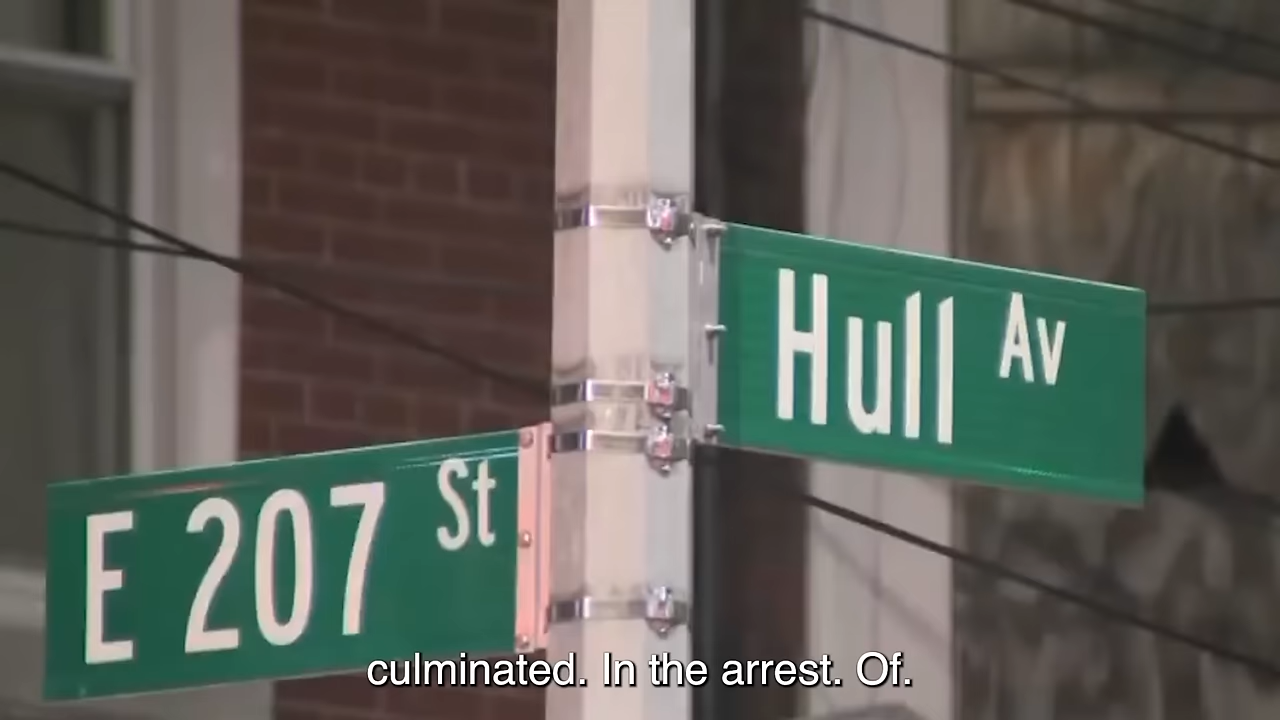 Hull Av
E 207 St
culminated. In the arrest. Of.